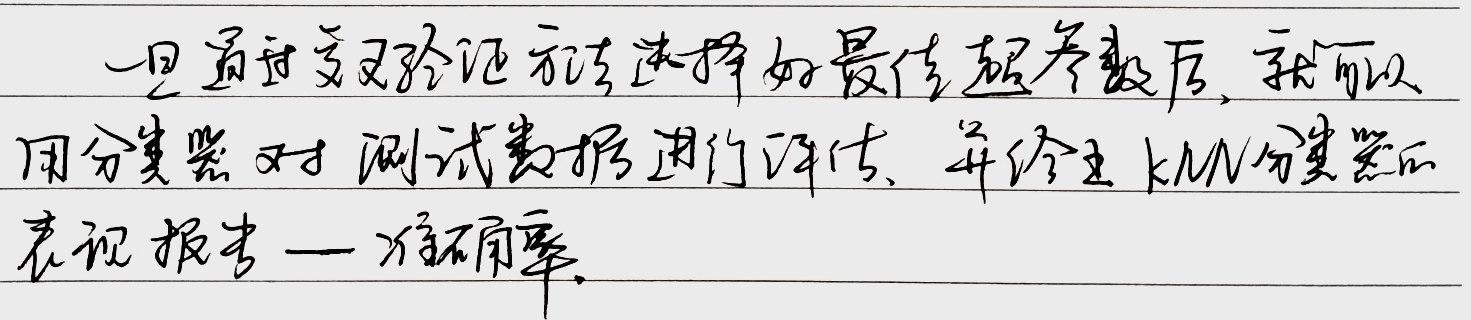 一旦通过交叉验证方法选择好最佳超参数后,就可以
用分类器对测试数据进行评估、并给出kNN分类器的
表现报告—准确率.